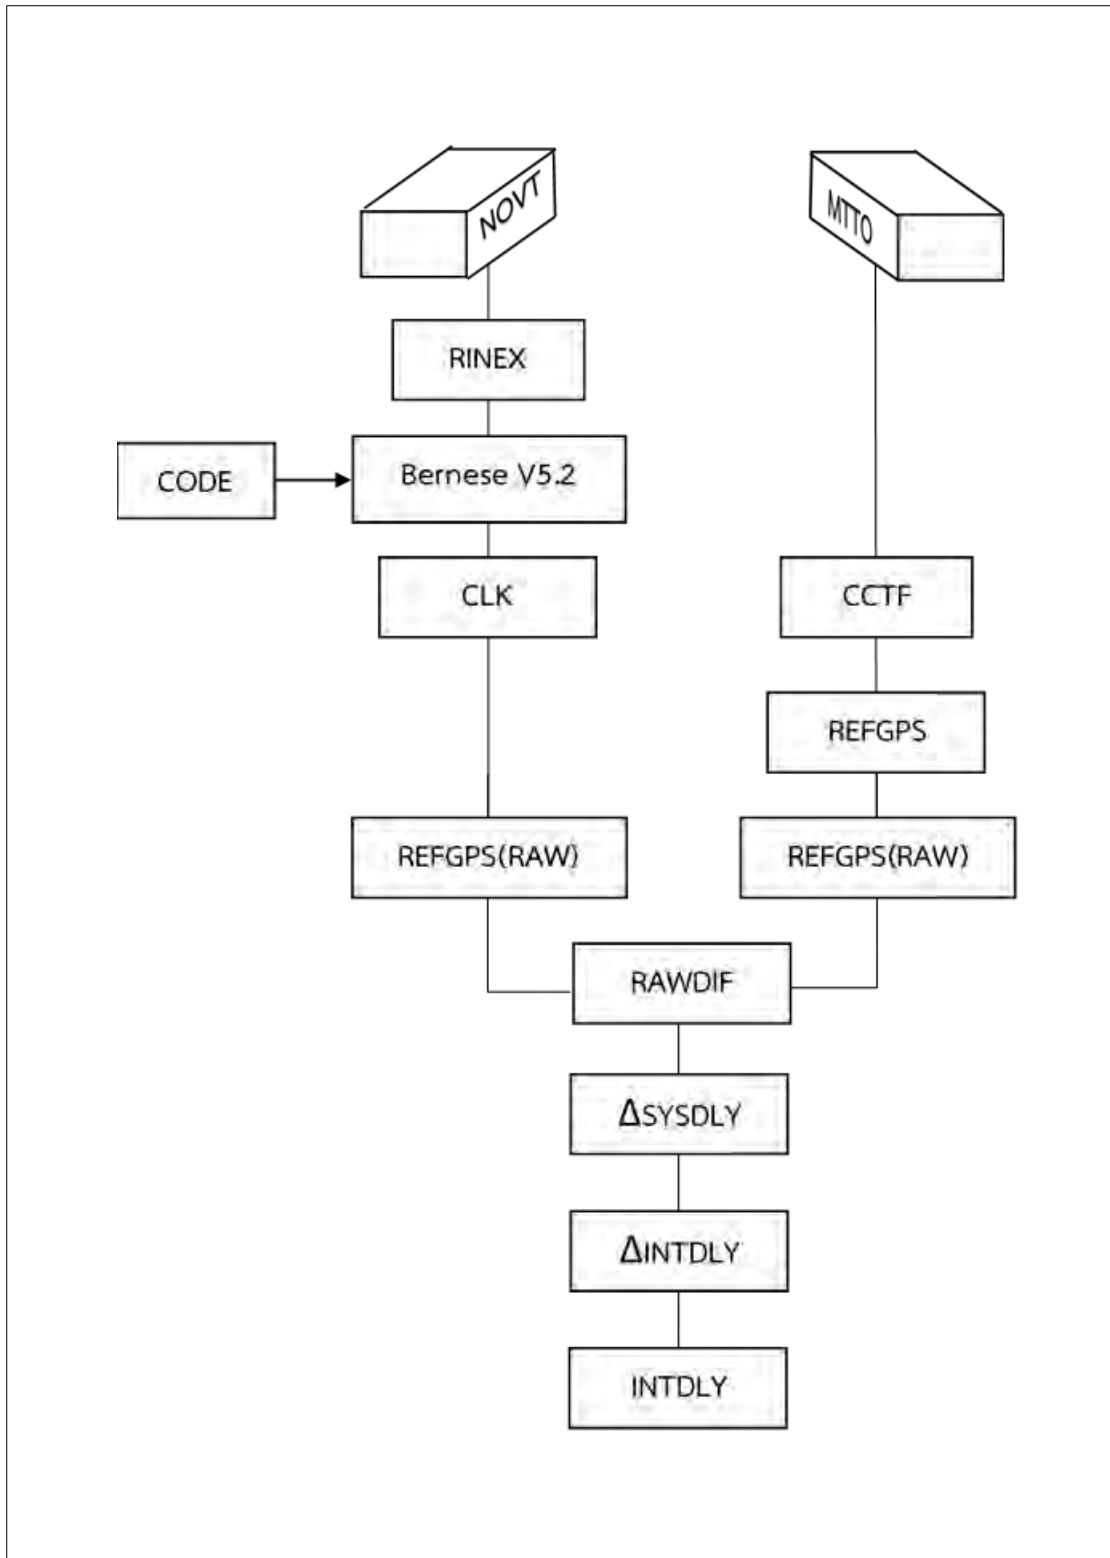 NOVT
MTTO
RINEX
CODE
Bernese V5.2
CLK
CCTF
REFGPS
REFGPS(RAW)
REFGPS(RAW)
RAWDIF
ΔSYSDLY
ΔINTDLY
INTDLY